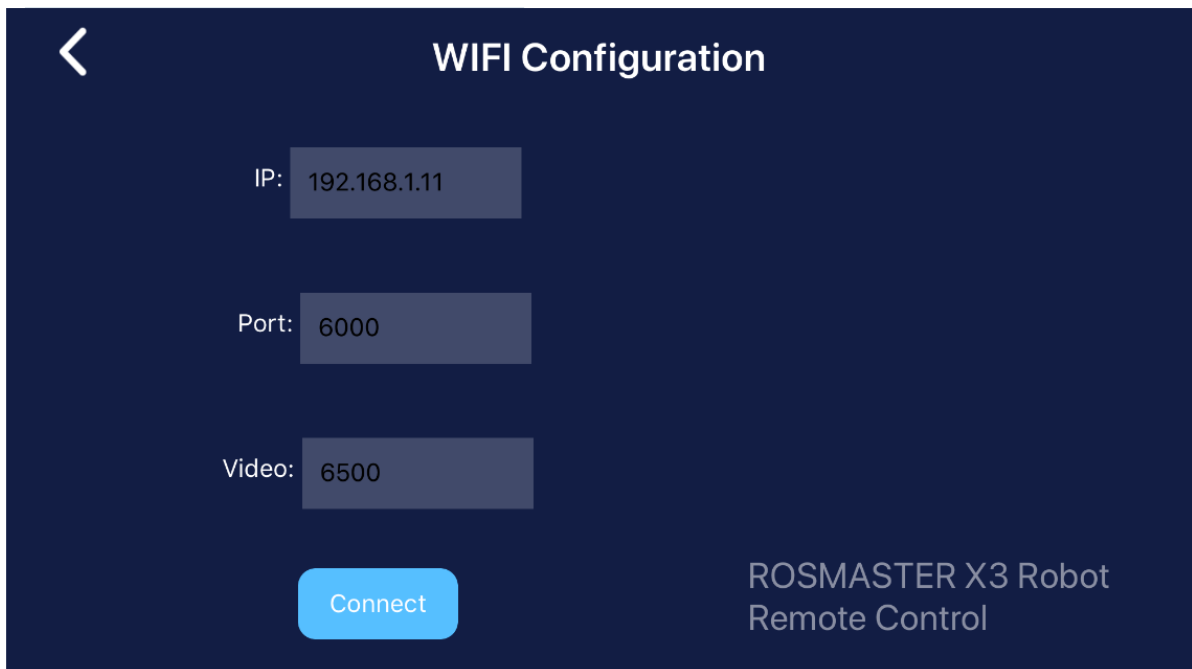 WIFI Configuration
IP: 192.168.1.11
Port: 6000
Video: 6500
Connect
ROSMASTER X3 Robot
Remote Control